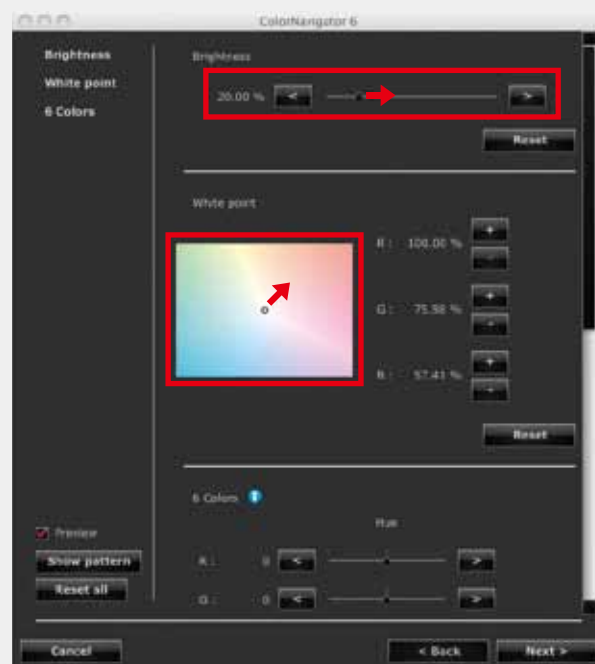 ColorNavigator 6
Brightness
White point
6 Colors
Brightness
20.00 % < >
Reset
White point
R : 100.00 % + -
G : 75.98 % + -
B : 57.41 % + -
Reset
6 Colors i
Hue
R : 0 < >
G : 0 < >
Preview
Show pattern
Reset all
Cancel < Back Next >